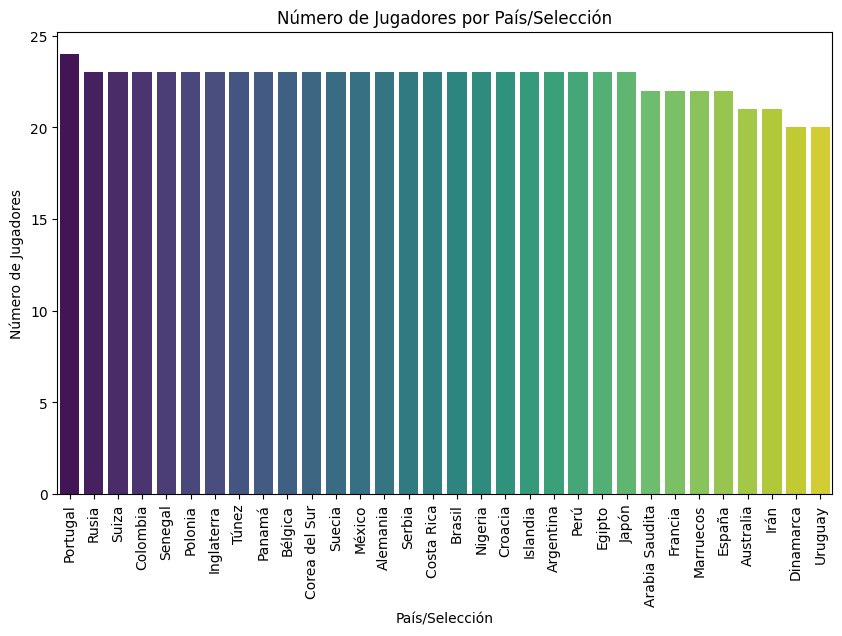 Número de Jugadores por País/Selección
Número de Jugadores
25
20
15
10
5
0
Portugal
Rusia
Suiza
Colombia
Senegal
Polonia
Inglaterra
Túnez
Panamá
Bélgica
Corea del Sur
Suecia
México
Alemania
Serbia
Costa Rica
Brasil
Nigeria
Croacia
Islandia
Argentina
Perú
Egipto
Japón
Arabia Saudita
Francia
Marruecos
España
Australia
Irán
Dinamarca
Uruguay
País/Selección